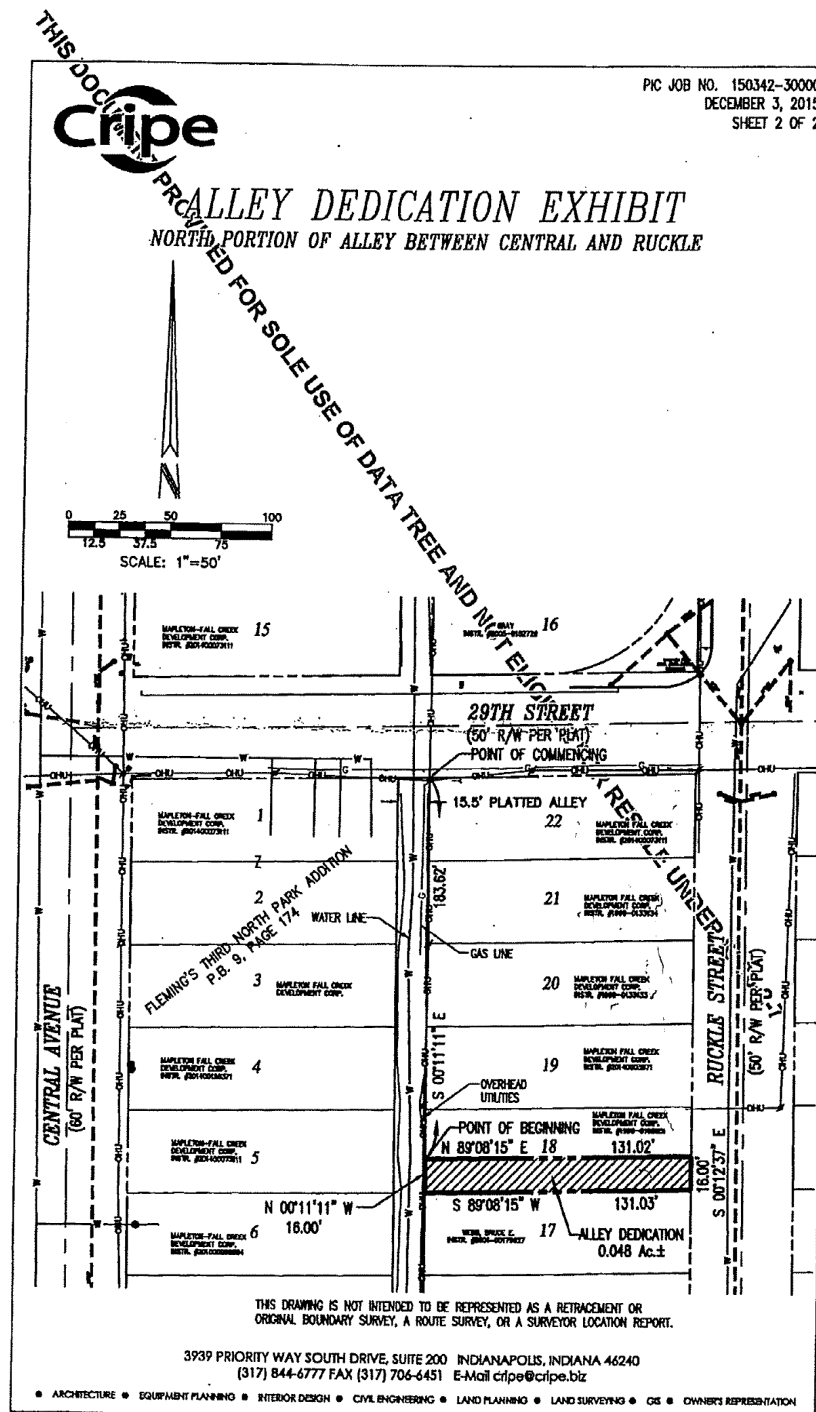 THIS DOCUMENT PROVIDED FOR SOLE USE OF DATA TREE AND NOT ELIGIBLE FOR RESALE UNDER
Cripe
PIC JOB NO. 150342-30000
DECEMBER 3, 2015
SHEET 2 OF 2
ALLEY DEDICATION EXHIBIT
NORTH PORTION OF ALLEY BETWEEN CENTRAL AND RUCKLE
N
0 25 50 100
12.5 37.5 75
SCALE: 1"=50'
MAPLETON-FALL CREEK
DEVELOPMENT CORP.
15
GRAY
16
29TH STREET
(50' R/W PER PLAT)
POINT OF COMMENCING
15.5' PLATTED ALLEY
MAPLETON-FALL CREEK
DEVELOPMENT CORP.
1
MAPLETON-FALL CREEK
DEVELOPMENT CORP.
22
2
FLEMING'S THIRD NORTH PARK ADDITION
P.B. 9, PAGE 174
WATER LINE
183.62'
GAS LINE
MAPLETON FALL CREEK
DEVELOPMENT CORP.
21
3
MAPLETON FALL CREEK
DEVELOPMENT CORP.
20
MAPLETON FALL CREEK
DEVELOPMENT CORP.
CENTRAL AVENUE
(60' R/W PER PLAT)
RUCKLE STREET
(50' R/W PER PLAT)
MAPLETON FALL CREEK
DEVELOPMENT CORP.
4
S 00°11'11" E
19
MAPLETON FALL CREEK
DEVELOPMENT CORP.
OVERHEAD
UTILITIES
MAPLETON FALL CREEK
DEVELOPMENT CORP.
POINT OF BEGINNING
N 89°08'15" E 18 131.02'
MAPLETON-FALL CREEK
DEVELOPMENT CORP.
5
16.00'
S 00°12'37" E
N 00°11'11" W
16.00'
S 89°08'15" W 131.03'
MAPLETON-FALL CREEK
DEVELOPMENT CORP.
6
WEBB, BRUCE E.
17
ALLEY DEDICATION
0.048 Ac.±
THIS DRAWING IS NOT INTENDED TO BE REPRESENTED AS A RETRACEMENT OR
ORIGINAL BOUNDARY SURVEY, A ROUTE SURVEY, OR A SURVEYOR LOCATION REPORT.
3939 PRIORITY WAY SOUTH DRIVE, SUITE 200 INDIANAPOLIS, INDIANA 46240
(317) 844-6777 FAX (317) 706-6451 E-Mail cripe@cripe.biz
● ARCHITECTURE ● EQUIPMENT PLANNING ● INTERIOR DESIGN ● CIVIL ENGINEERING ● LAND PLANNING ● LAND SURVEYING ● GIS ● OWNER'S REPRESENTATION